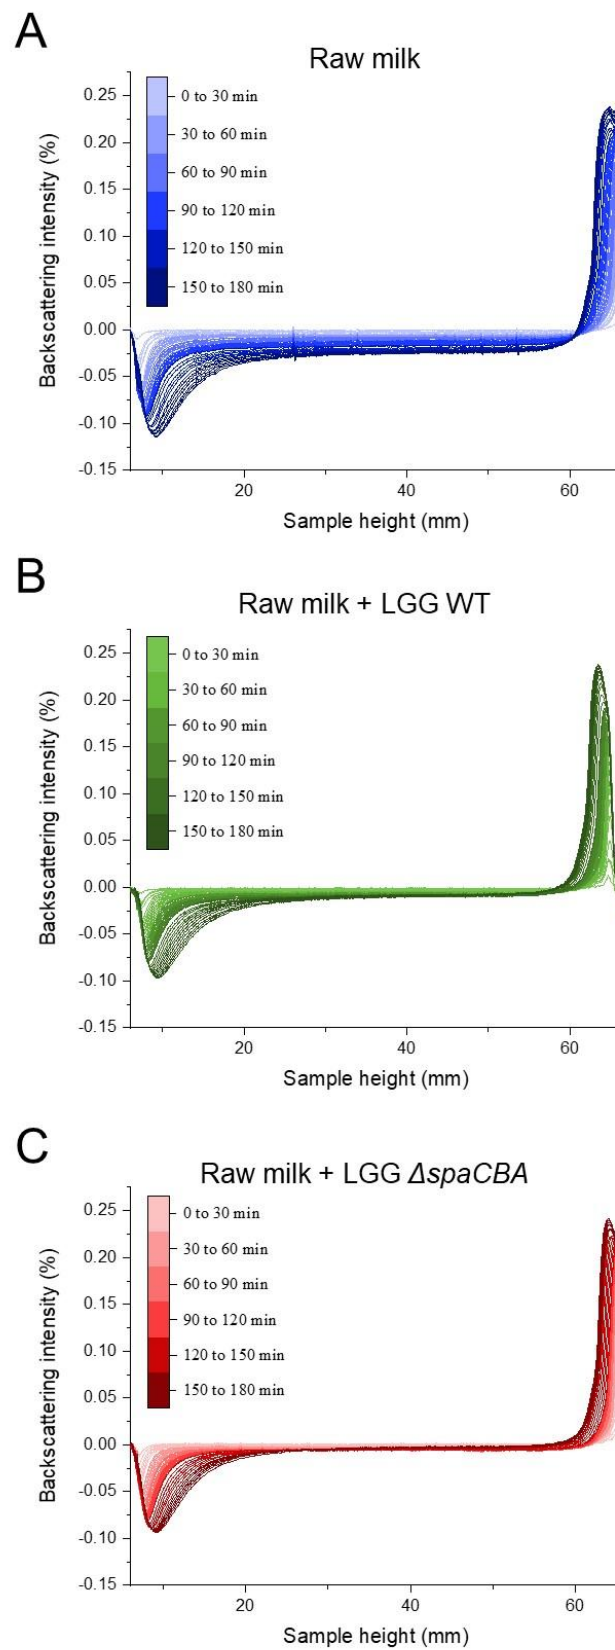 A
Raw milk
Backscattering intensity (%)
0.25
0.20
0.15
0.10
0.05
0.00
-0.05
-0.10
-0.15
0 to 30 min
30 to 60 min
60 to 90 min
90 to 120 min
120 to 150 min
150 to 180 min
20
40
60
Sample height (mm)
B
Raw milk + LGG WT
Backscattering intensity (%)
0.25
0.20
0.15
0.10
0.05
0.00
-0.05
-0.10
-0.15
0 to 30 min
30 to 60 min
60 to 90 min
90 to 120 min
120 to 150 min
150 to 180 min
20
40
60
Sample height (mm)
C
Raw milk + LGG ΔspaCBA
Backscattering intensity (%)
0.25
0.20
0.15
0.10
0.05
0.00
-0.05
-0.10
-0.15
0 to 30 min
30 to 60 min
60 to 90 min
90 to 120 min
120 to 150 min
150 to 180 min
20
40
60
Sample height (mm)